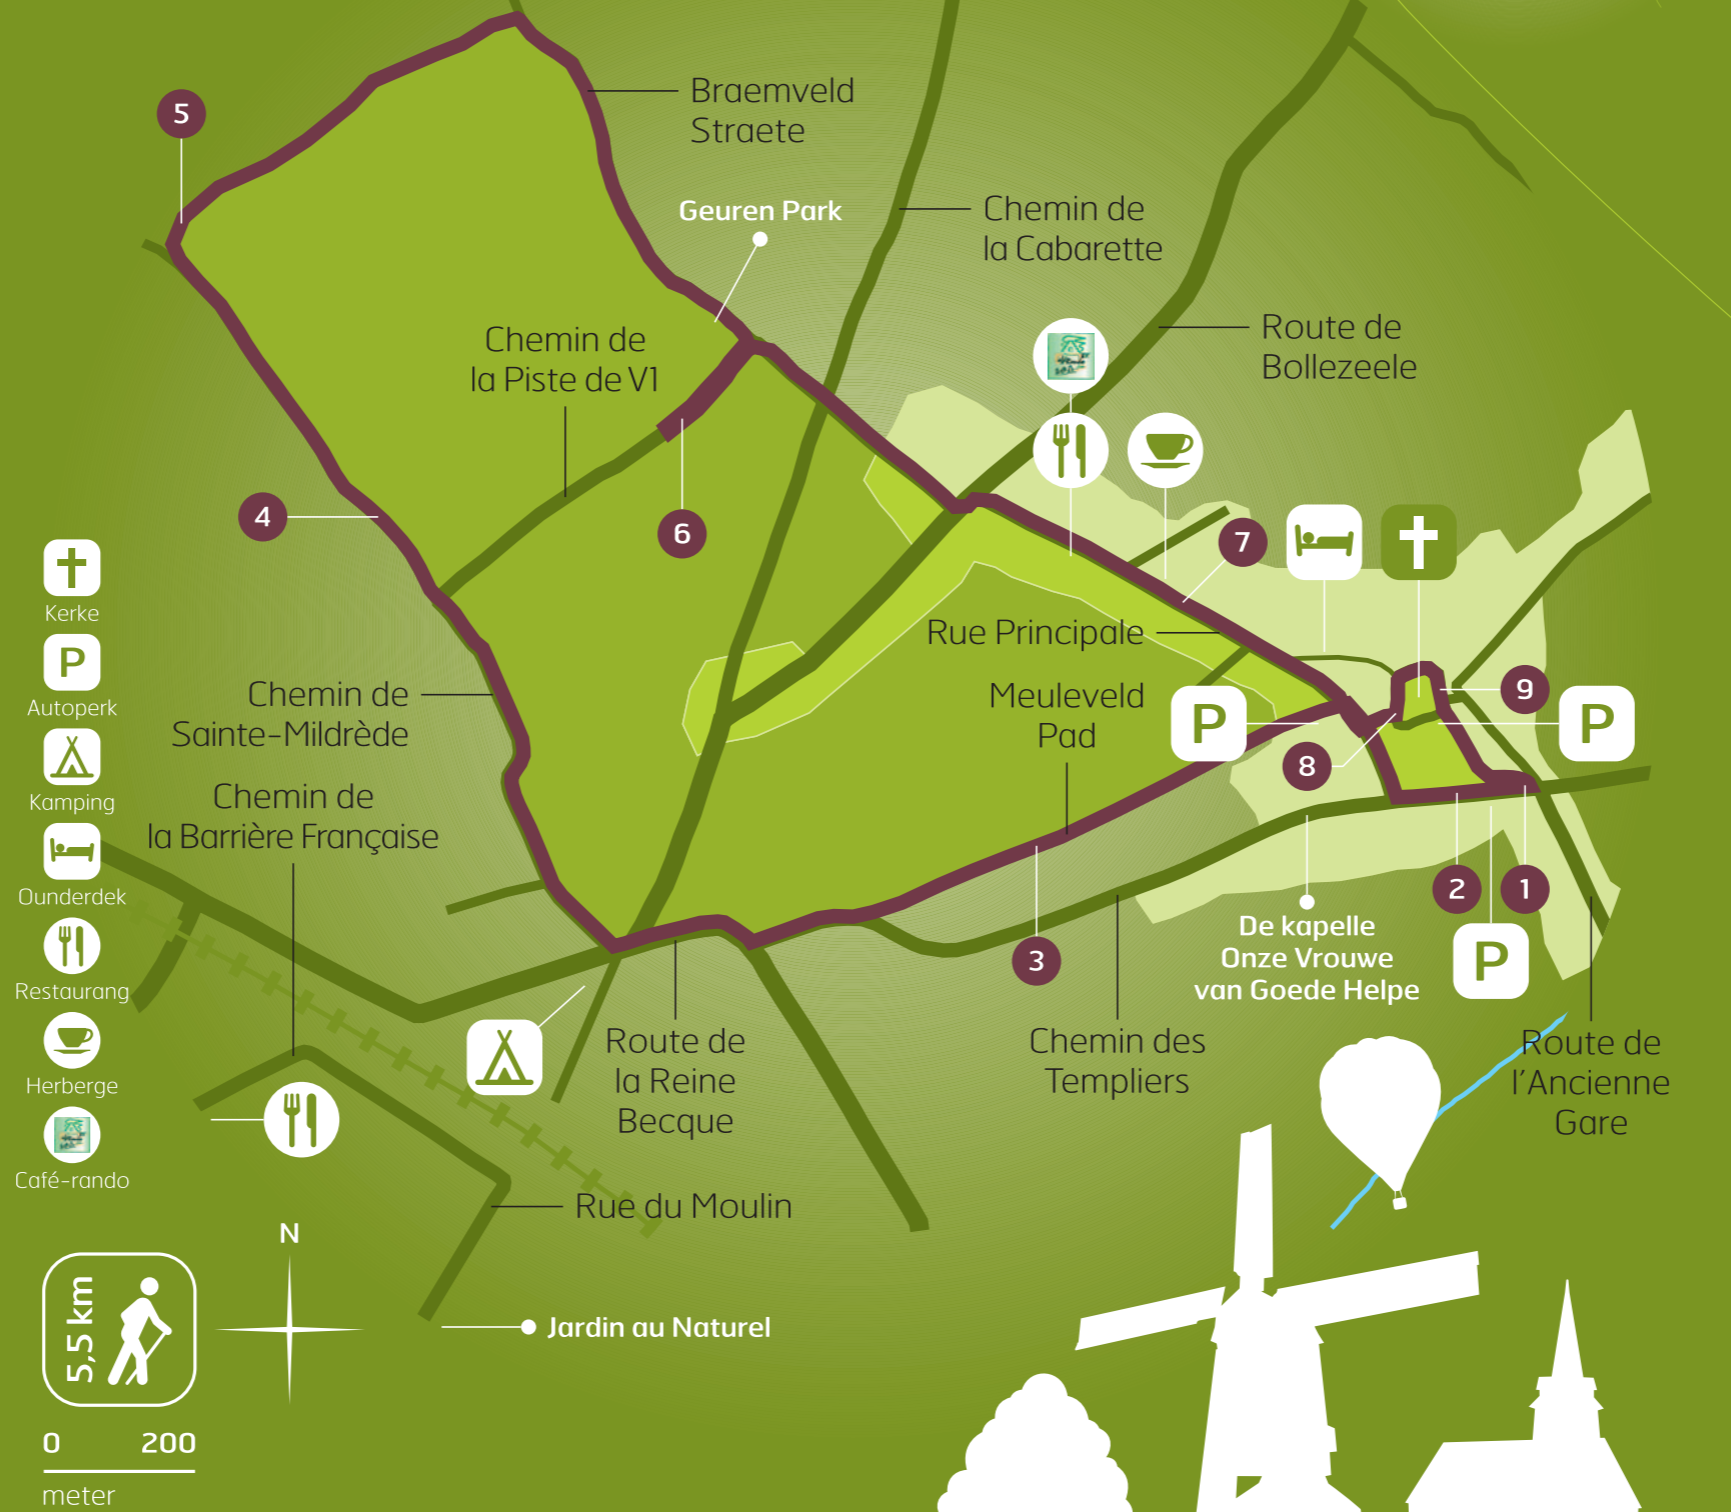 5
Braemveld
Straete
Geuren Park
Chemin de
la Cabarette
Chemin de
la Piste de V1
Route de
Bollezeele
4
6
7
Kerke
P
Autoperk
Kamping
Ounderdek
Restaurang
Herberge
Café-rando
Rue Principale
Meuleveld
Pad
P
9
P
8
Chemin de
Sainte-Mildrède
Chemin de
la Barrière Française
2
1
3
De kapelle
Onze Vrouwe
van Goede Helpe
P
Route de
la Reine
Becque
Chemin des
Templiers
Route de
l'Ancienne
Gare
Rue du Moulin
N
5,5 km
Jardin au Naturel
0 200
meter